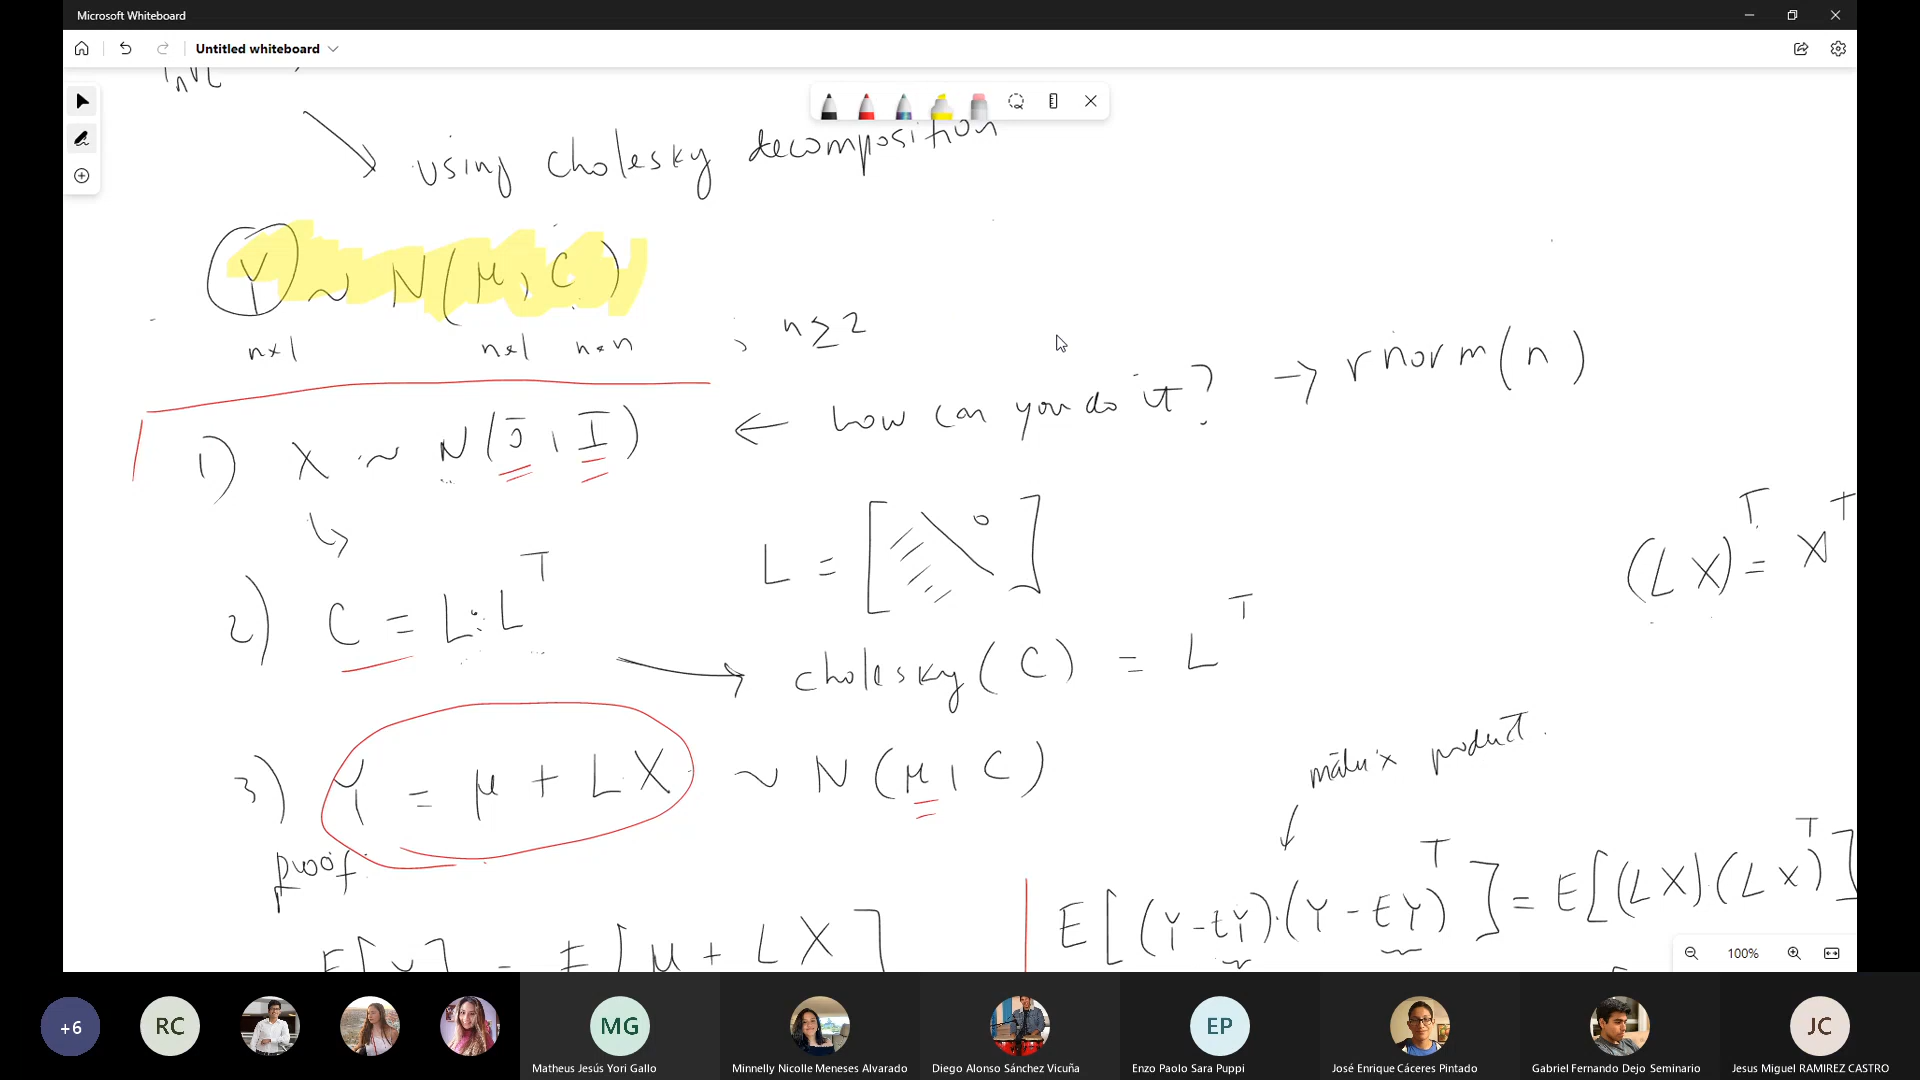 Microsoft Whiteboard
Untitled whiteboard
using cholesky decomposition
Y ~ N(μ, C)
n×1 n×1 n×n ; n ≥ 2
1) X ~ N(0̄, I) ← how can you do it? → rnorm(n)
L = [ 0 ]
(LX)^T = X^T
2) C = L·L^T
→ cholesky(C) = L^T
3) Y = μ + L·X ~ N(μ, C)
matrix product.
proof:
E[(Y-EY)·(Y-EY)^T] = E[(LX)·(LX)^T]
E[Y] = E[μ + LX]
100%
+6
RC
MG
EP
JC
Matheus Jesús Yori Gallo
Minnelly Nicolle Meneses Alvarado
Diego Alonso Sánchez Vicuña
Enzo Paolo Sara Puppi
José Enrique Cáceres Pintado
Gabriel Fernando Dejo Seminario
Jesus Miguel RAMIREZ CASTRO